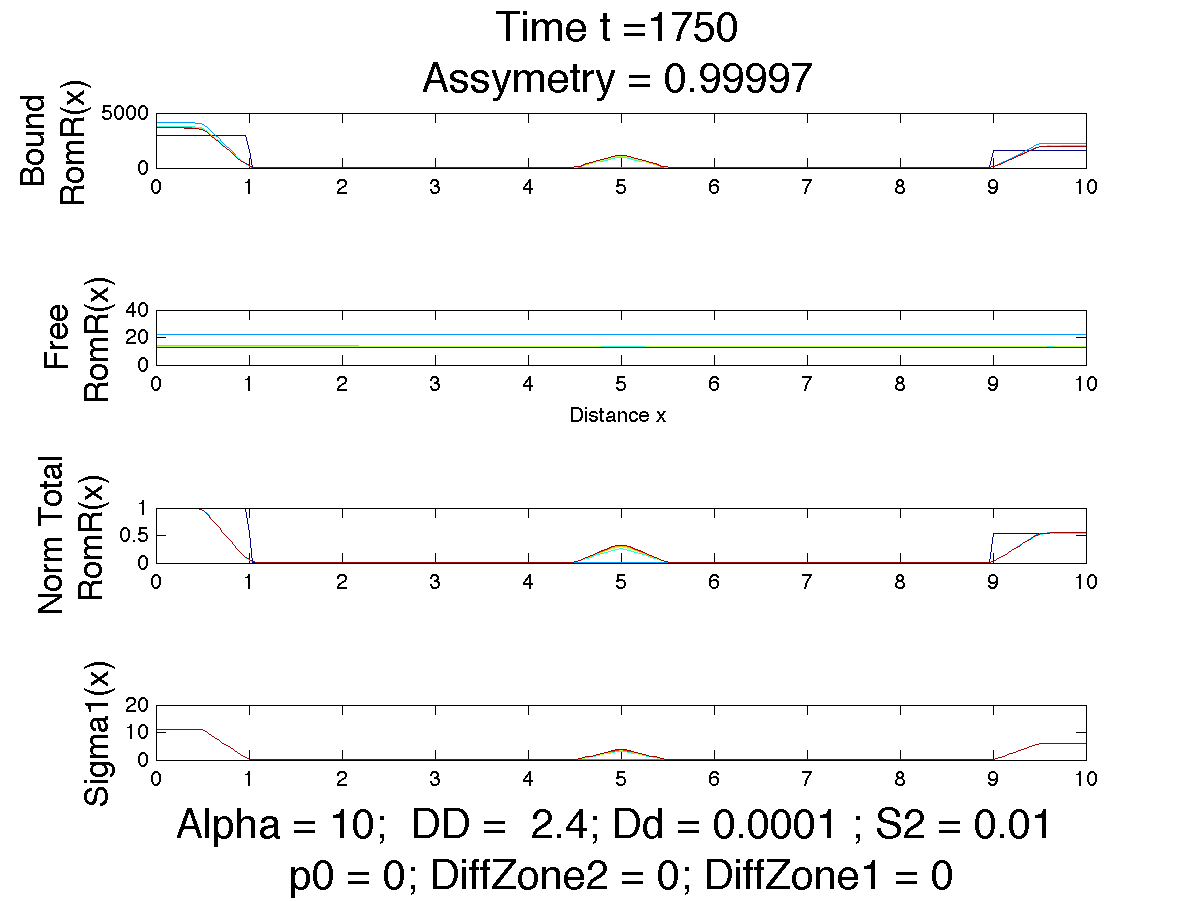 Time t =1750
Assymetry = 0.99997
Bound
RomR(x)
5000
0
0 1 2 3 4 5 6 7 8 9 10
Free
RomR(x)
40
20
0
0 1 2 3 4 5 6 7 8 9 10
Distance x
Norm Total
RomR(x)
1
0.5
0
0 1 2 3 4 5 6 7 8 9 10
Sigma1(x)
20
10
0
0 1 2 3 4 5 6 7 8 9 10
Alpha = 10; DD = 2.4; Dd = 0.0001 ; S2 = 0.01
p0 = 0; DiffZone2 = 0; DiffZone1 = 0